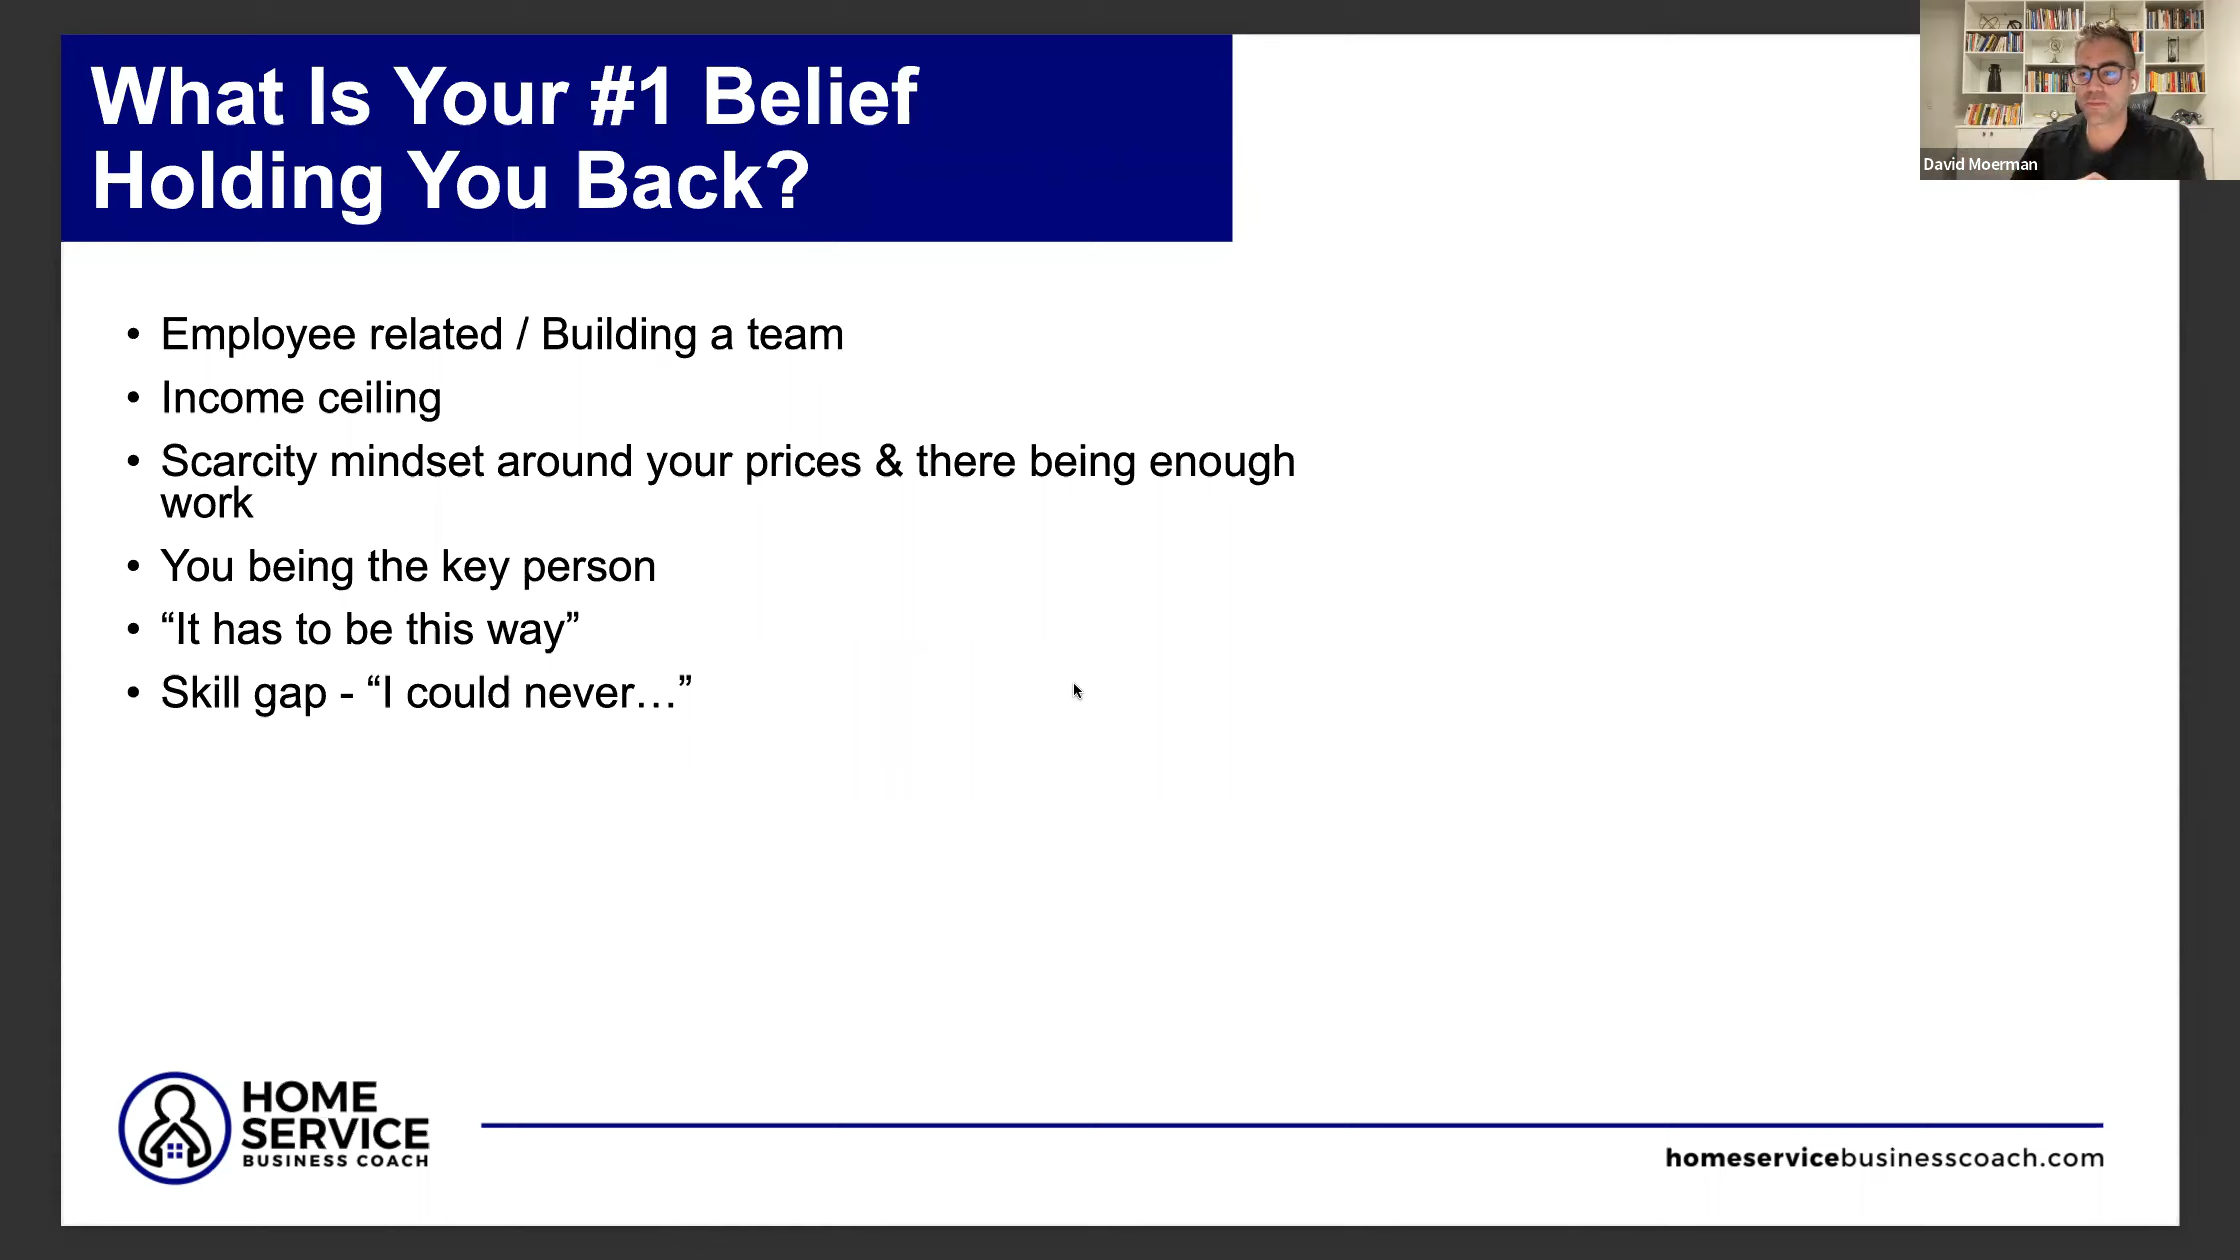 What Is Your #1 Belief
Holding You Back?
David Moerman
• Employee related / Building a team
• Income ceiling
• Scarcity mindset around your prices & there being enough
work
• You being the key person
• “It has to be this way”
• Skill gap - “I could never…”
HOME
SERVICE
BUSINESS COACH
homeservicebusinesscoach.com